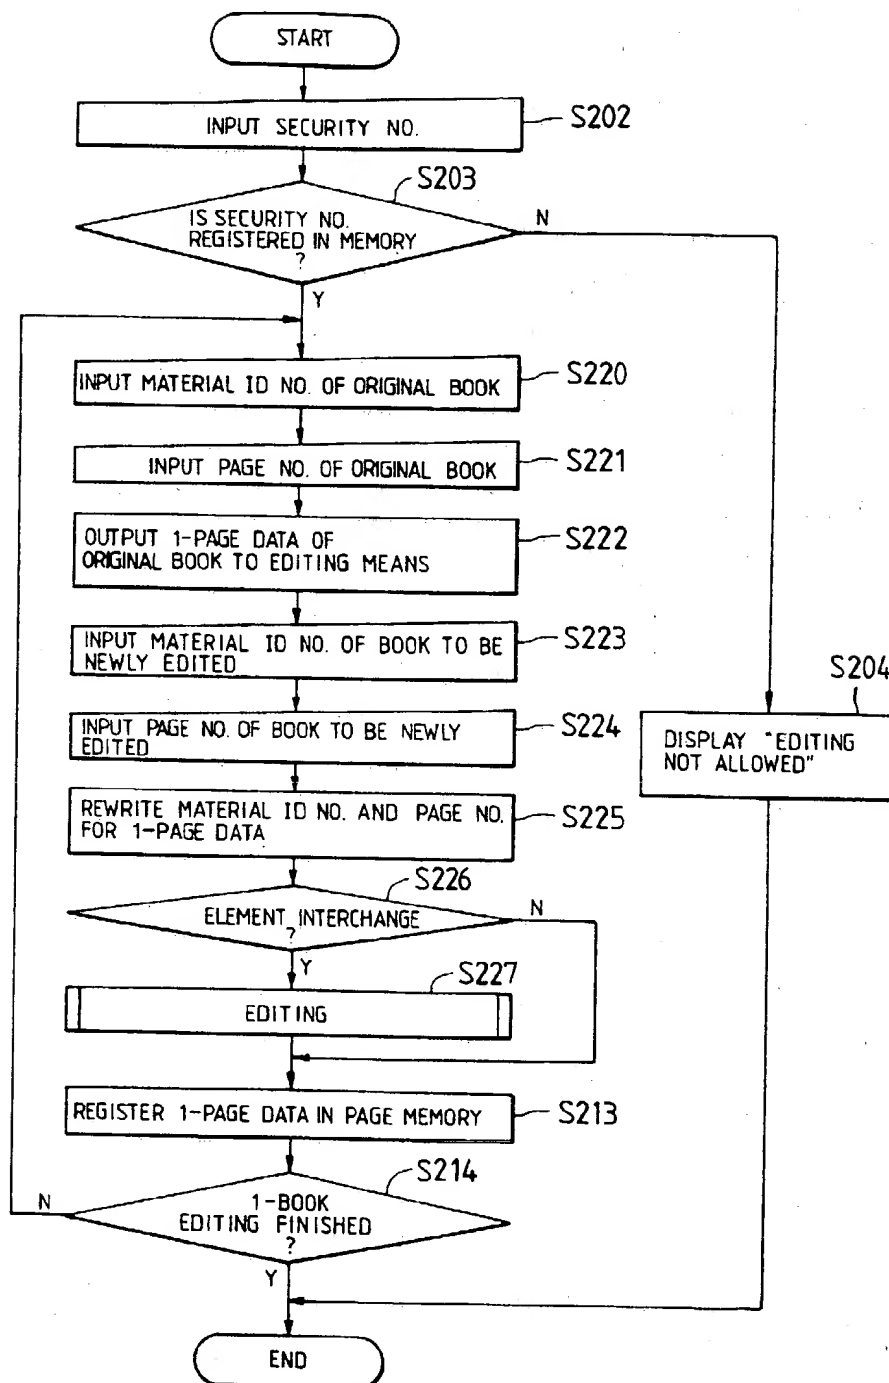 START
INPUT SECURITY NO.
S202
S203
IS SECURITY NO.
REGISTERED IN MEMORY
?
N
Y
INPUT MATERIAL ID NO. OF ORIGINAL BOOK
S220
INPUT PAGE NO. OF ORIGINAL BOOK
S221
OUTPUT 1-PAGE DATA OF
ORIGINAL BOOK TO EDITING MEANS
S222
INPUT MATERIAL ID NO. OF BOOK TO BE
NEWLY EDITED
S223
INPUT PAGE NO. OF BOOK TO BE NEWLY
EDITED
S224
S204
DISPLAY "EDITING
NOT ALLOWED"
REWRITE MATERIAL ID NO. AND PAGE NO.
FOR 1-PAGE DATA
S225
S226
ELEMENT INTERCHANGE
?
N
Y
S227
EDITING
REGISTER 1-PAGE DATA IN PAGE MEMORY
S213
S214
N
1-BOOK
EDITING FINISHED
?
Y
END